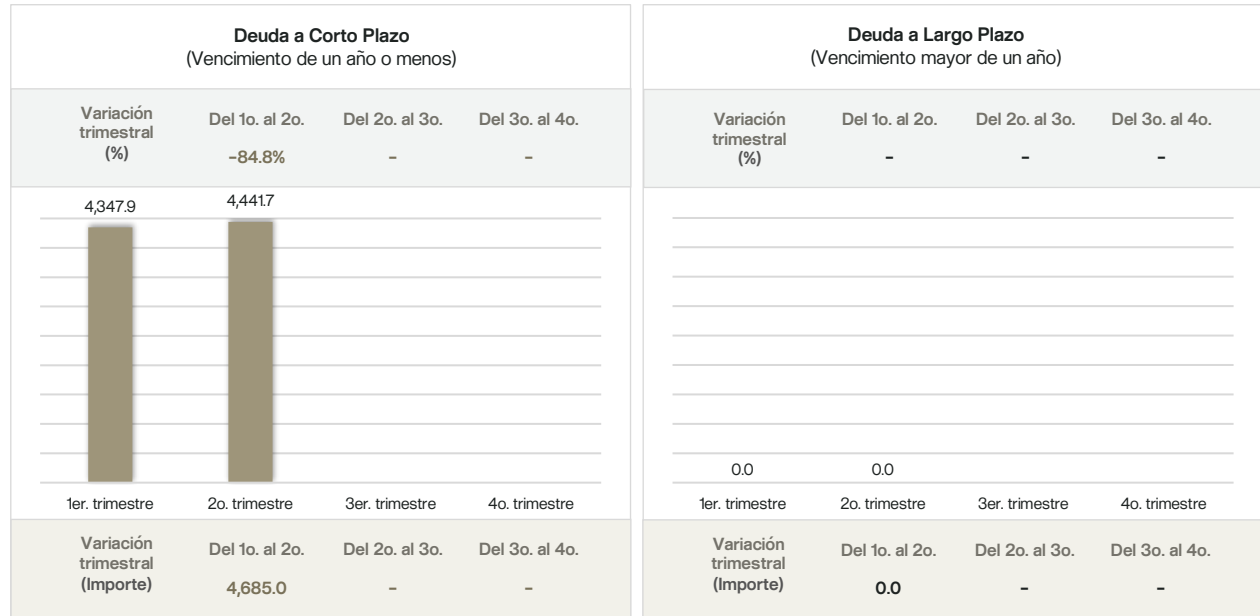 Deuda a Corto Plazo
(Vencimiento de un año o menos)
Variación
trimestral
(%)
Del 1o. al 2o.
Del 2o. al 3o.
Del 3o. al 4o.
-84.8%
-
-
4,347.9
4,441.7
1er. trimestre
2o. trimestre
3er. trimestre
4o. trimestre
Variación
trimestral
(Importe)
Del 1o. al 2o.
Del 2o. al 3o.
Del 3o. al 4o.
4,685.0
-
-
Deuda a Largo Plazo
(Vencimiento mayor de un año)
Variación
trimestral
(%)
Del 1o. al 2o.
Del 2o. al 3o.
Del 3o. al 4o.
-
-
-
0.0
0.0
1er. trimestre
2o. trimestre
3er. trimestre
4o. trimestre
Variación
trimestral
(Importe)
Del 1o. al 2o.
Del 2o. al 3o.
Del 3o. al 4o.
0.0
-
-